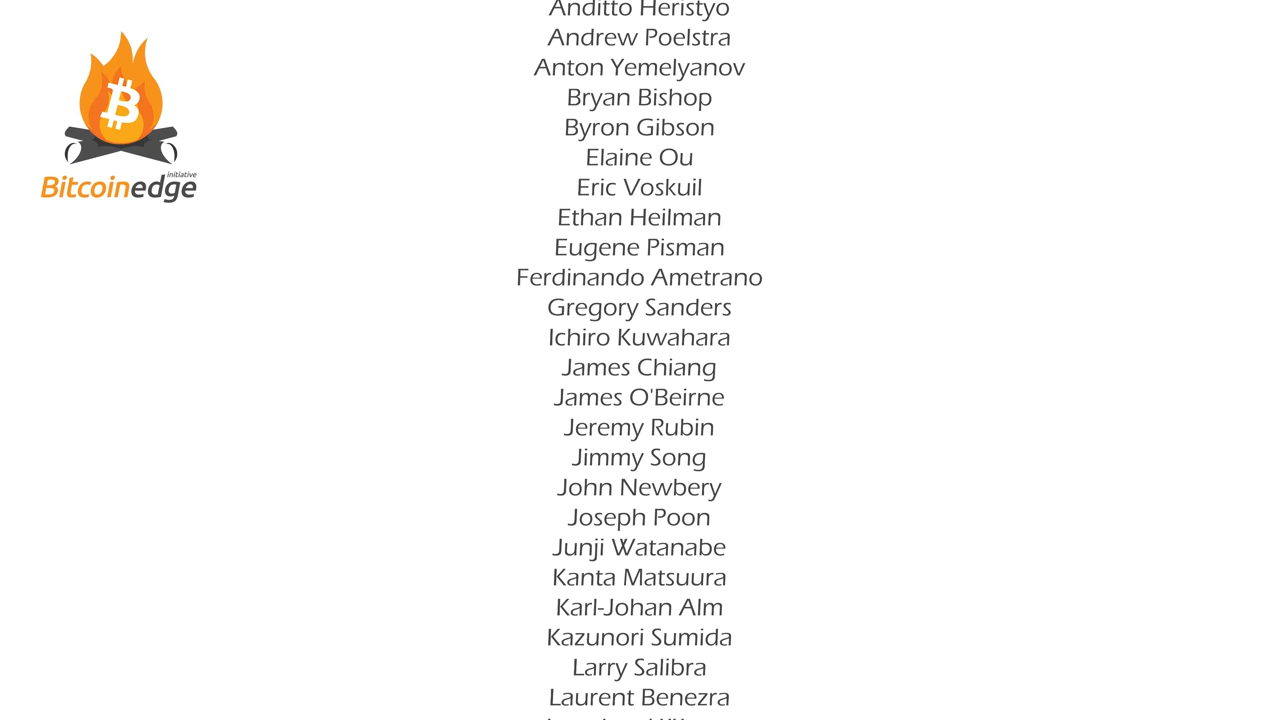 initiative
Bitcoinedge
Anditto Heristyo
Andrew Poelstra
Anton Yemelyanov
Bryan Bishop
Byron Gibson
Elaine Ou
Eric Voskuil
Ethan Heilman
Eugene Pisman
Ferdinando Ametrano
Gregory Sanders
Ichiro Kuwahara
James Chiang
James O'Beirne
Jeremy Rubin
Jimmy Song
John Newbery
Joseph Poon
Junji Watanabe
Kanta Matsuura
Karl-Johan Alm
Kazunori Sumida
Larry Salibra
Laurent Benezra